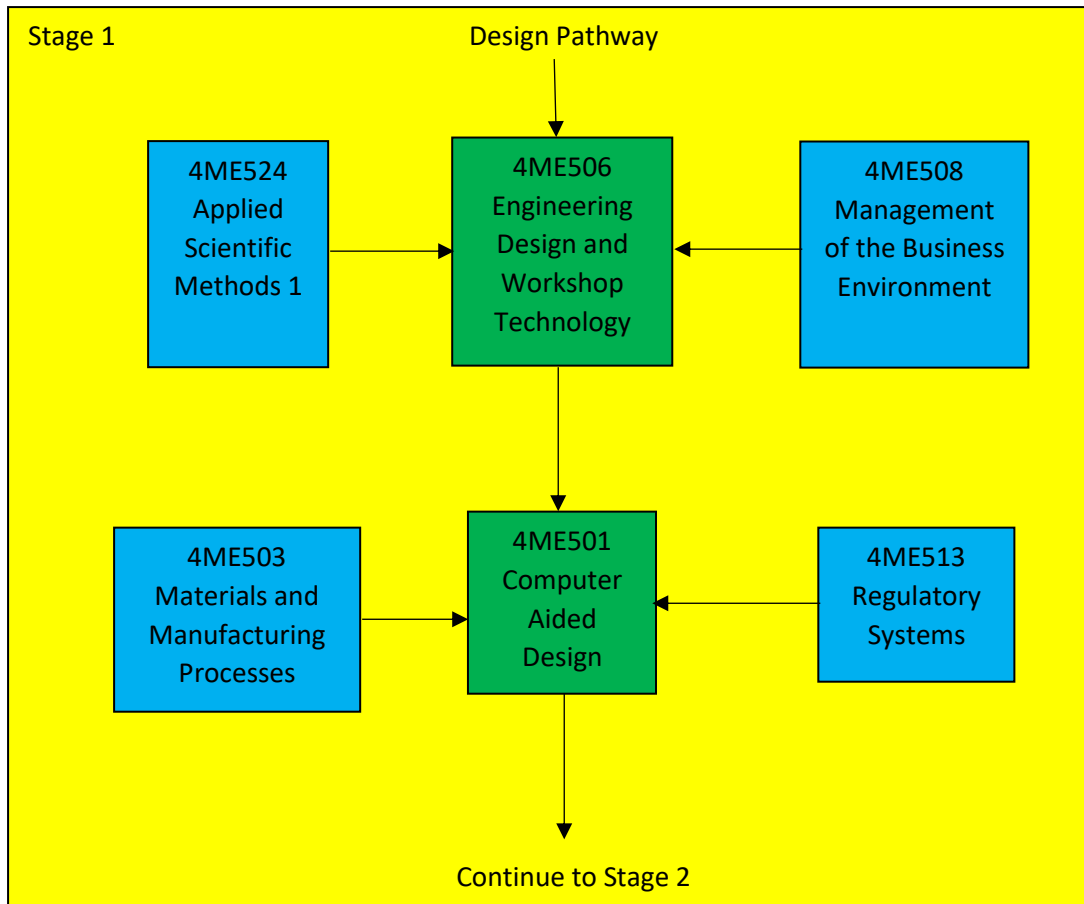 Stage 1
Design Pathway
4ME524
Applied
Scientific
Methods 1
4ME506
Engineering
Design and
Workshop
Technology
4ME508
Management
of the Business
Environment
4ME503
Materials and
Manufacturing
Processes
4ME501
Computer
Aided
Design
4ME513
Regulatory
Systems
Continue to Stage 2